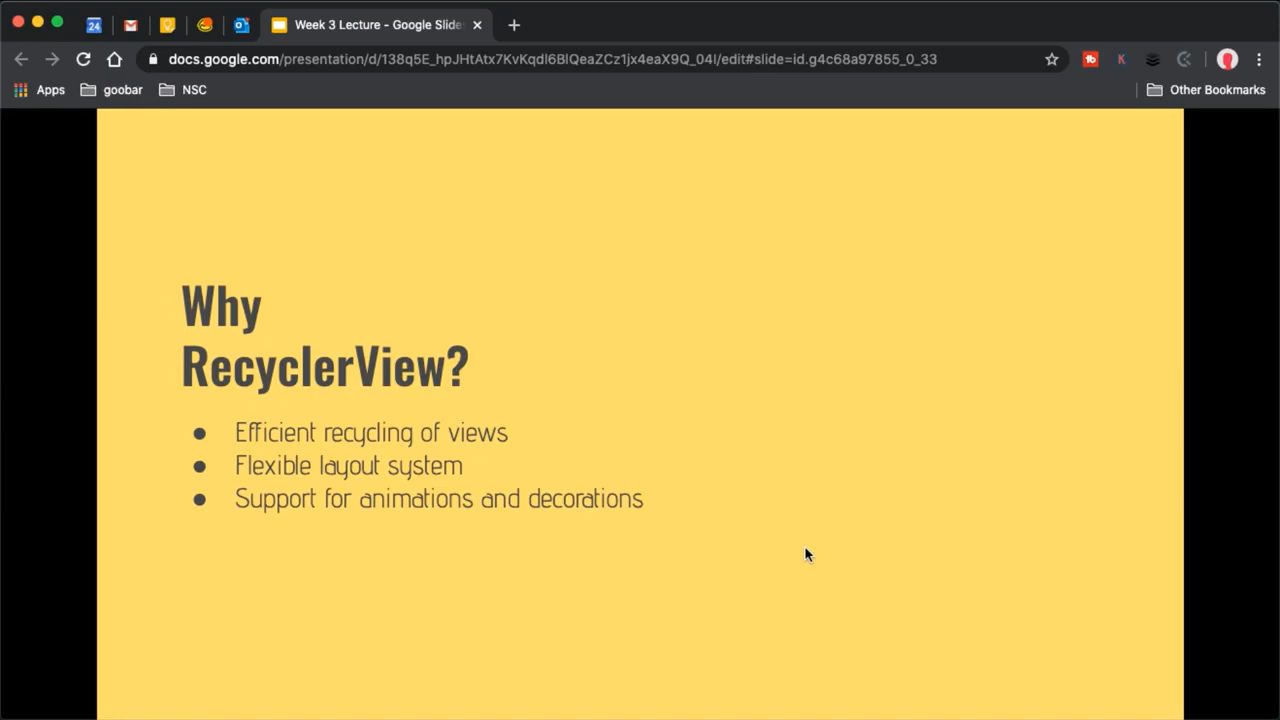 24
Week 3 Lecture - Google Slide
docs.google.com/presentation/d/138q5E_hpJHtAtx7KvKqdl6BlQeaZCz1jx4eaX9Q_04I/edit#slide=id.g4c68a97855_0_33
Apps goobar NSC Other Bookmarks
Why
RecyclerView?
● Efficient recycling of views
● Flexible layout system
● Support for animations and decorations